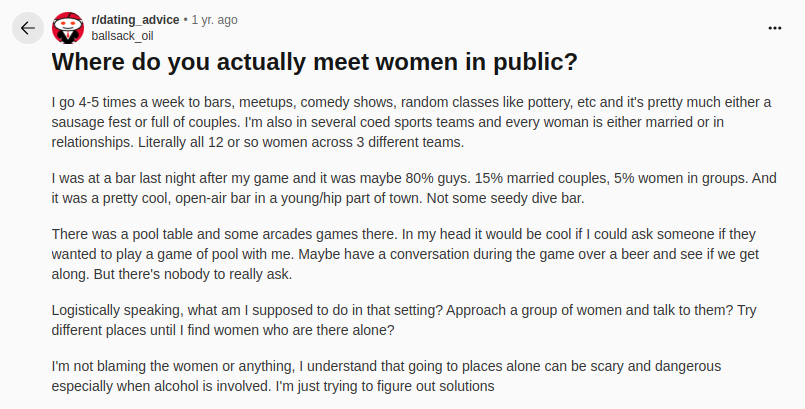 r/dating_advice • 1 yr. ago
ballsack_oil
Where do you actually meet women in public?
I go 4-5 times a week to bars, meetups, comedy shows, random classes like pottery, etc and it's pretty much either a
sausage fest or full of couples. I'm also in several coed sports teams and every woman is either married or in
relationships. Literally all 12 or so women across 3 different teams.
I was at a bar last night after my game and it was maybe 80% guys. 15% married couples, 5% women in groups. And
it was a pretty cool, open-air bar in a young/hip part of town. Not some seedy dive bar.
There was a pool table and some arcades games there. In my head it would be cool if I could ask someone if they
wanted to play a game of pool with me. Maybe have a conversation during the game over a beer and see if we get
along. But there's nobody to really ask.
Logistically speaking, what am I supposed to do in that setting? Approach a group of women and talk to them? Try
different places until I find women who are there alone?
I'm not blaming the women or anything, I understand that going to places alone can be scary and dangerous
especially when alcohol is involved. I'm just trying to figure out solutions